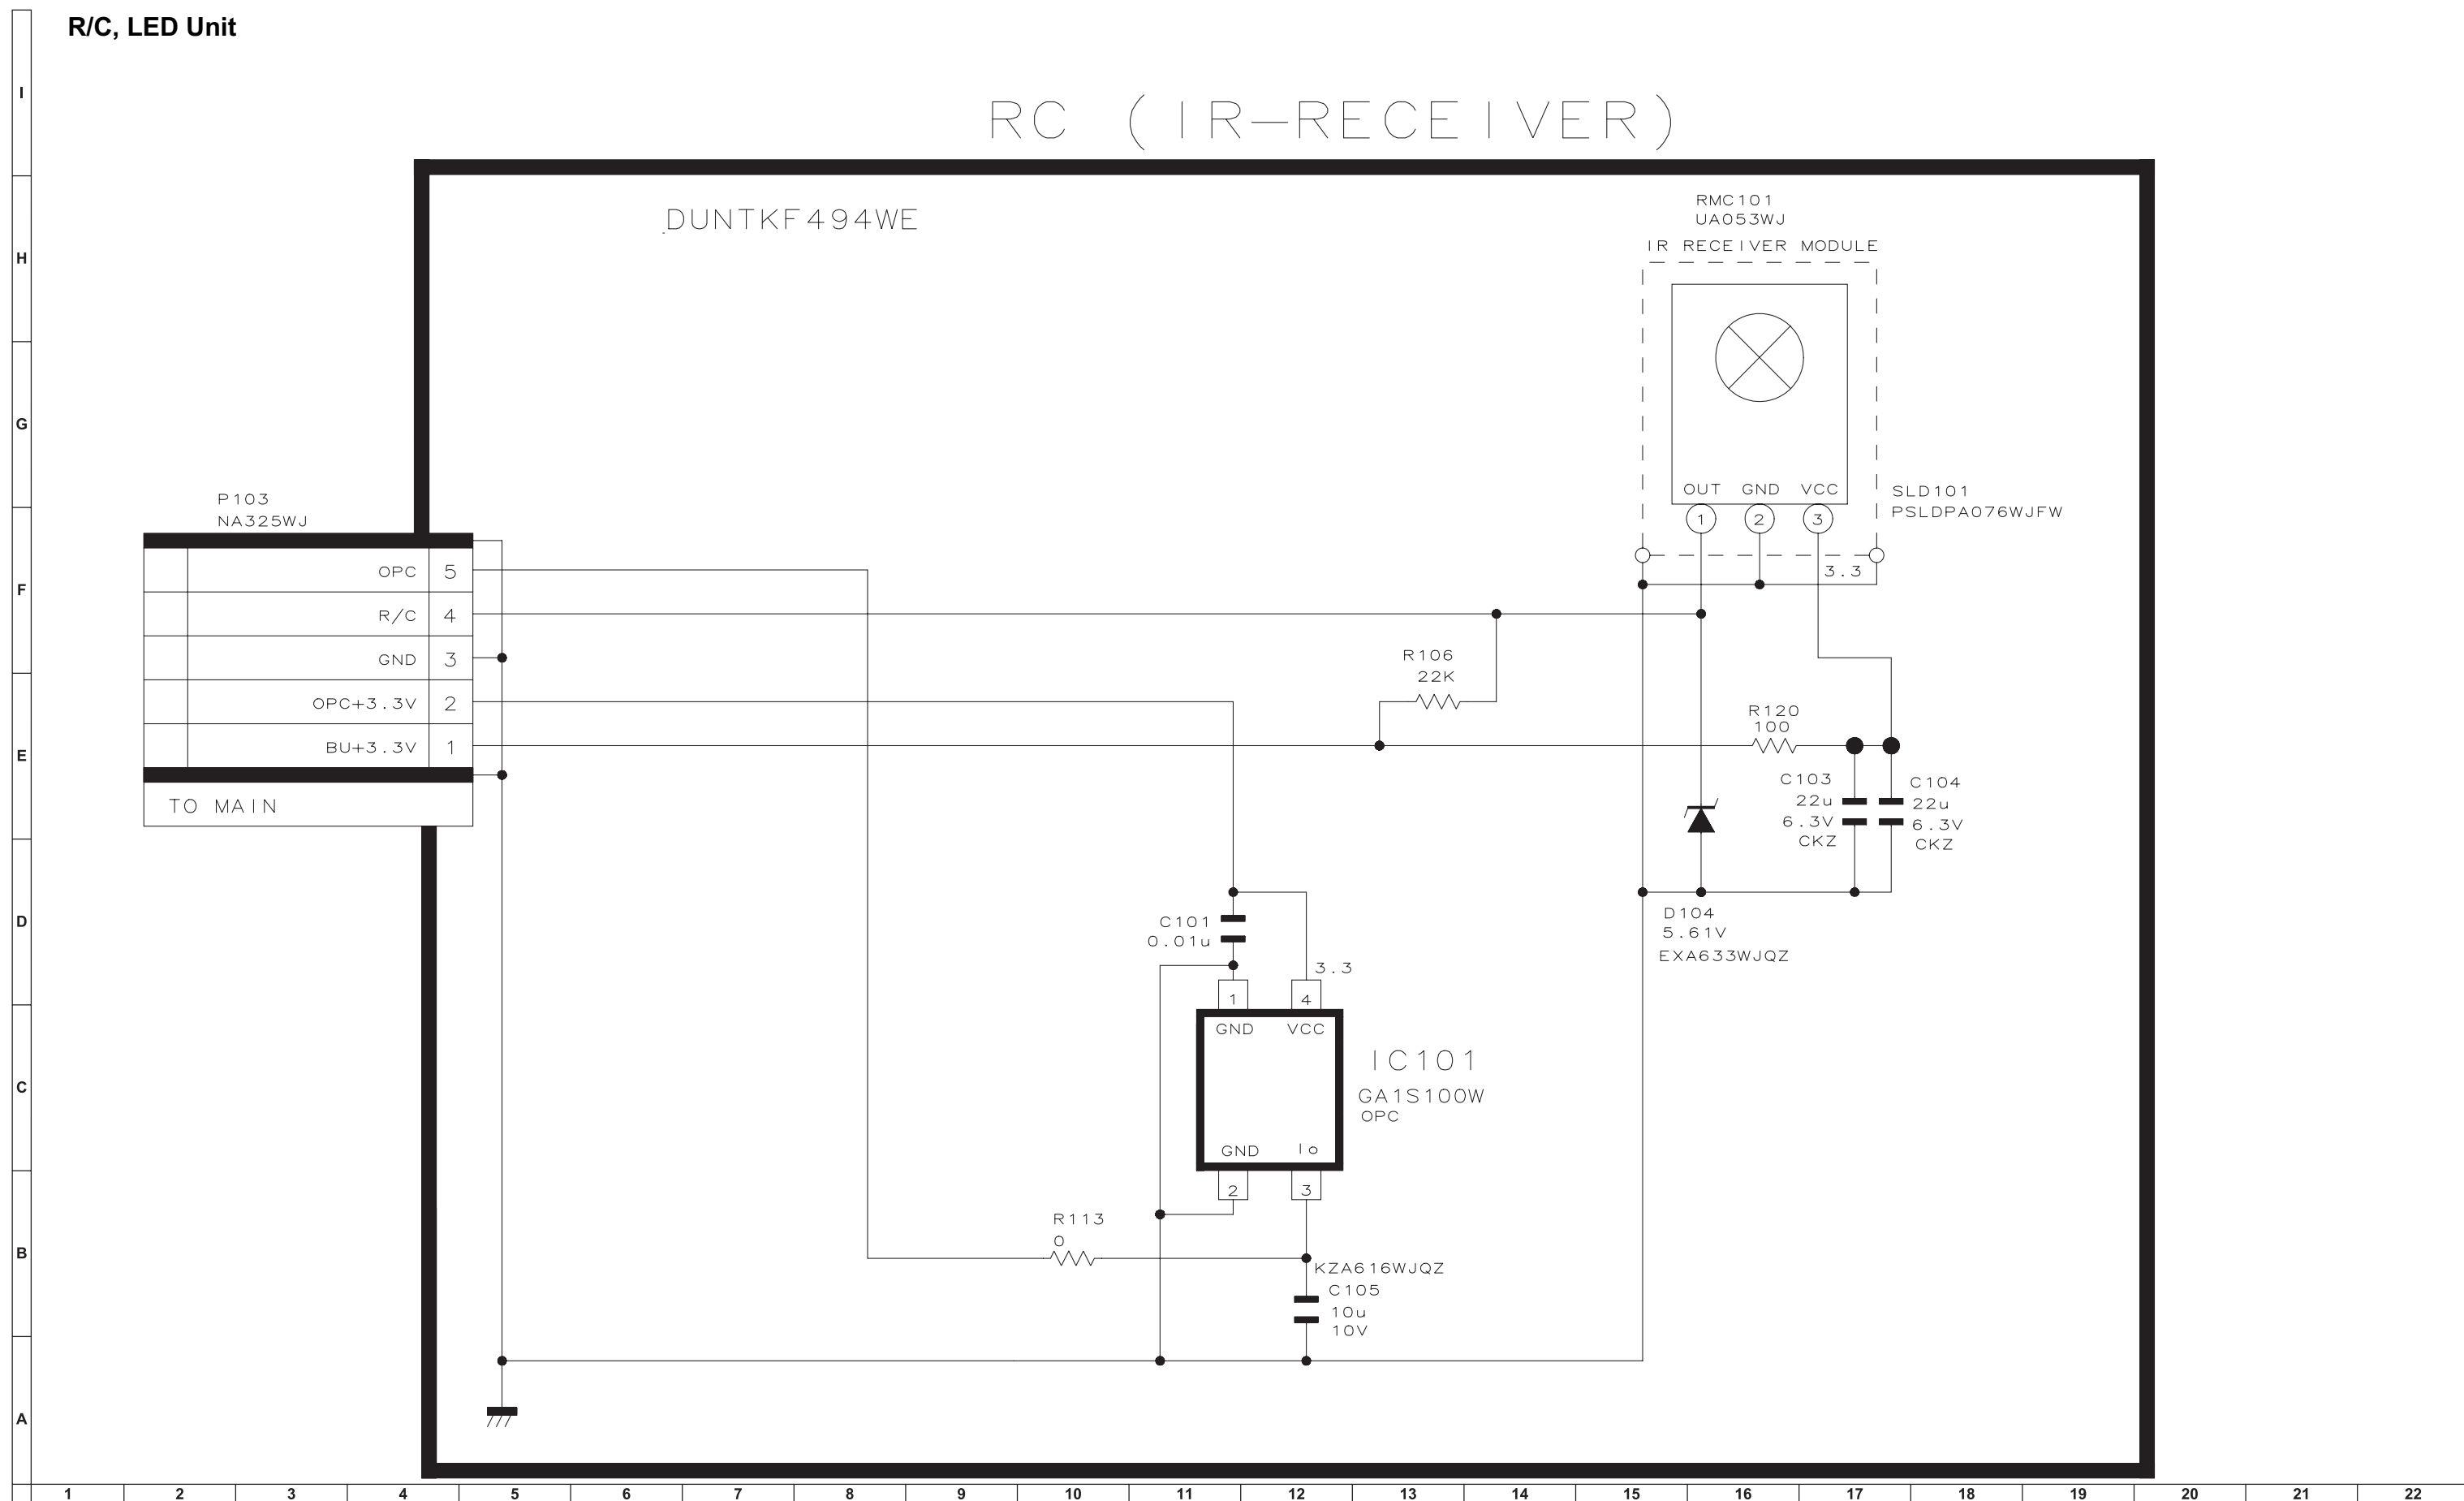 R/C, LED Unit
RC (IR-RECEIVER)
DUNTKF494WE
RMC101
UA053WJ
IR RECEIVER MODULE
OUT GND VCC
1 2 3
SLD101
PSLDPA076WJFW
3.3
P103
NA325WJ
OPC 5
R/C 4
GND 3
OPC+3.3V 2
BU+3.3V 1
TO MAIN
R106
22K
R120
100
C103
22u
6.3V
CKZ
C104
22u
6.3V
CKZ
D104
5.61V
EXA633WJQZ
C101
0.01u
3.3
1 4
GND VCC
IC101
GA1S100W
OPC
GND Io
2 3
R113
0
KZA616WJQZ
C105
10u
10V
I
H
G
F
E
D
C
B
A
1 2 3 4 5 6 7 8 9 10 11 12 13 14 15 16 17 18 19 20 21 22